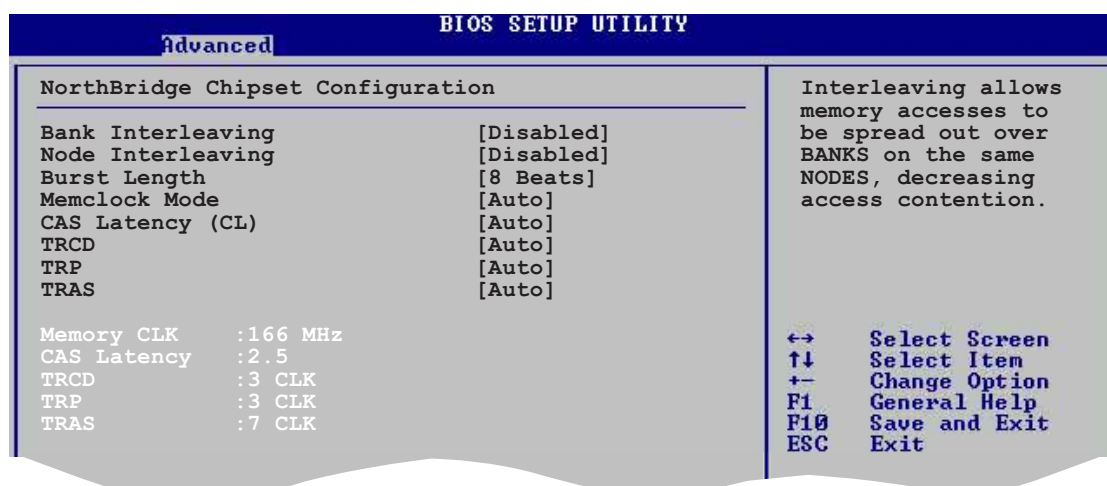 BIOS SETUP UTILITY
Advanced
NorthBridge Chipset Configuration
Bank Interleaving [Disabled]
Node Interleaving [Disabled]
Burst Length [8 Beats]
Memclock Mode [Auto]
CAS Latency (CL) [Auto]
TRCD [Auto]
TRP [Auto]
TRAS [Auto]
Memory CLK :166 MHz
CAS Latency :2.5
TRCD :3 CLK
TRP :3 CLK
TRAS :7 CLK
Interleaving allows
memory accesses to
be spread out over
BANKS on the same
NODES, decreasing
access contention.
←→ Select Screen
↑↓ Select Item
+- Change Option
F1 General Help
F10 Save and Exit
ESC Exit